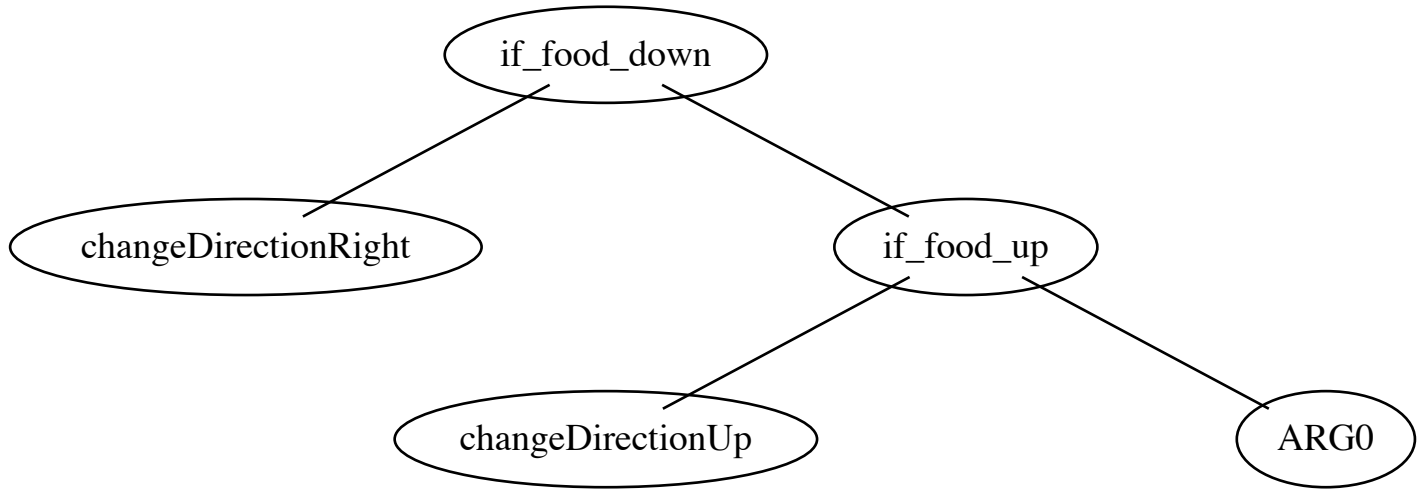 if_food_down
changeDirectionRight
if_food_up
changeDirectionUp
ARG0